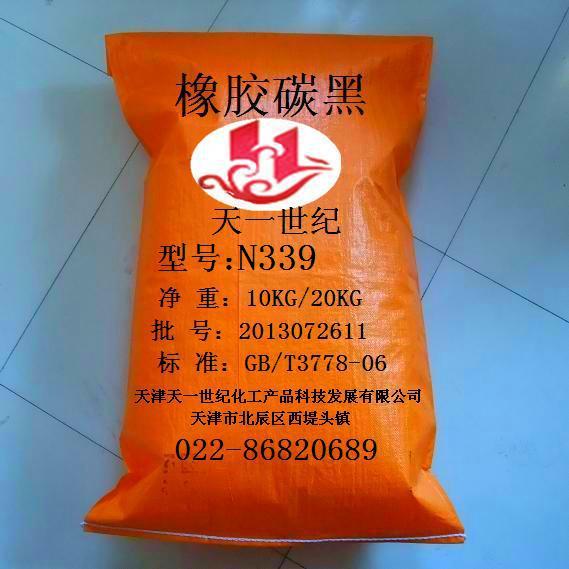 橡胶碳黑
天一世纪
型号:N339
净 重: 10KG/20KG
批 号: 2013072611
标 准: GB/T3778-06
天津天一世纪化工产品科技发展有限公司
天津市北辰区西堤头镇
022-86820689